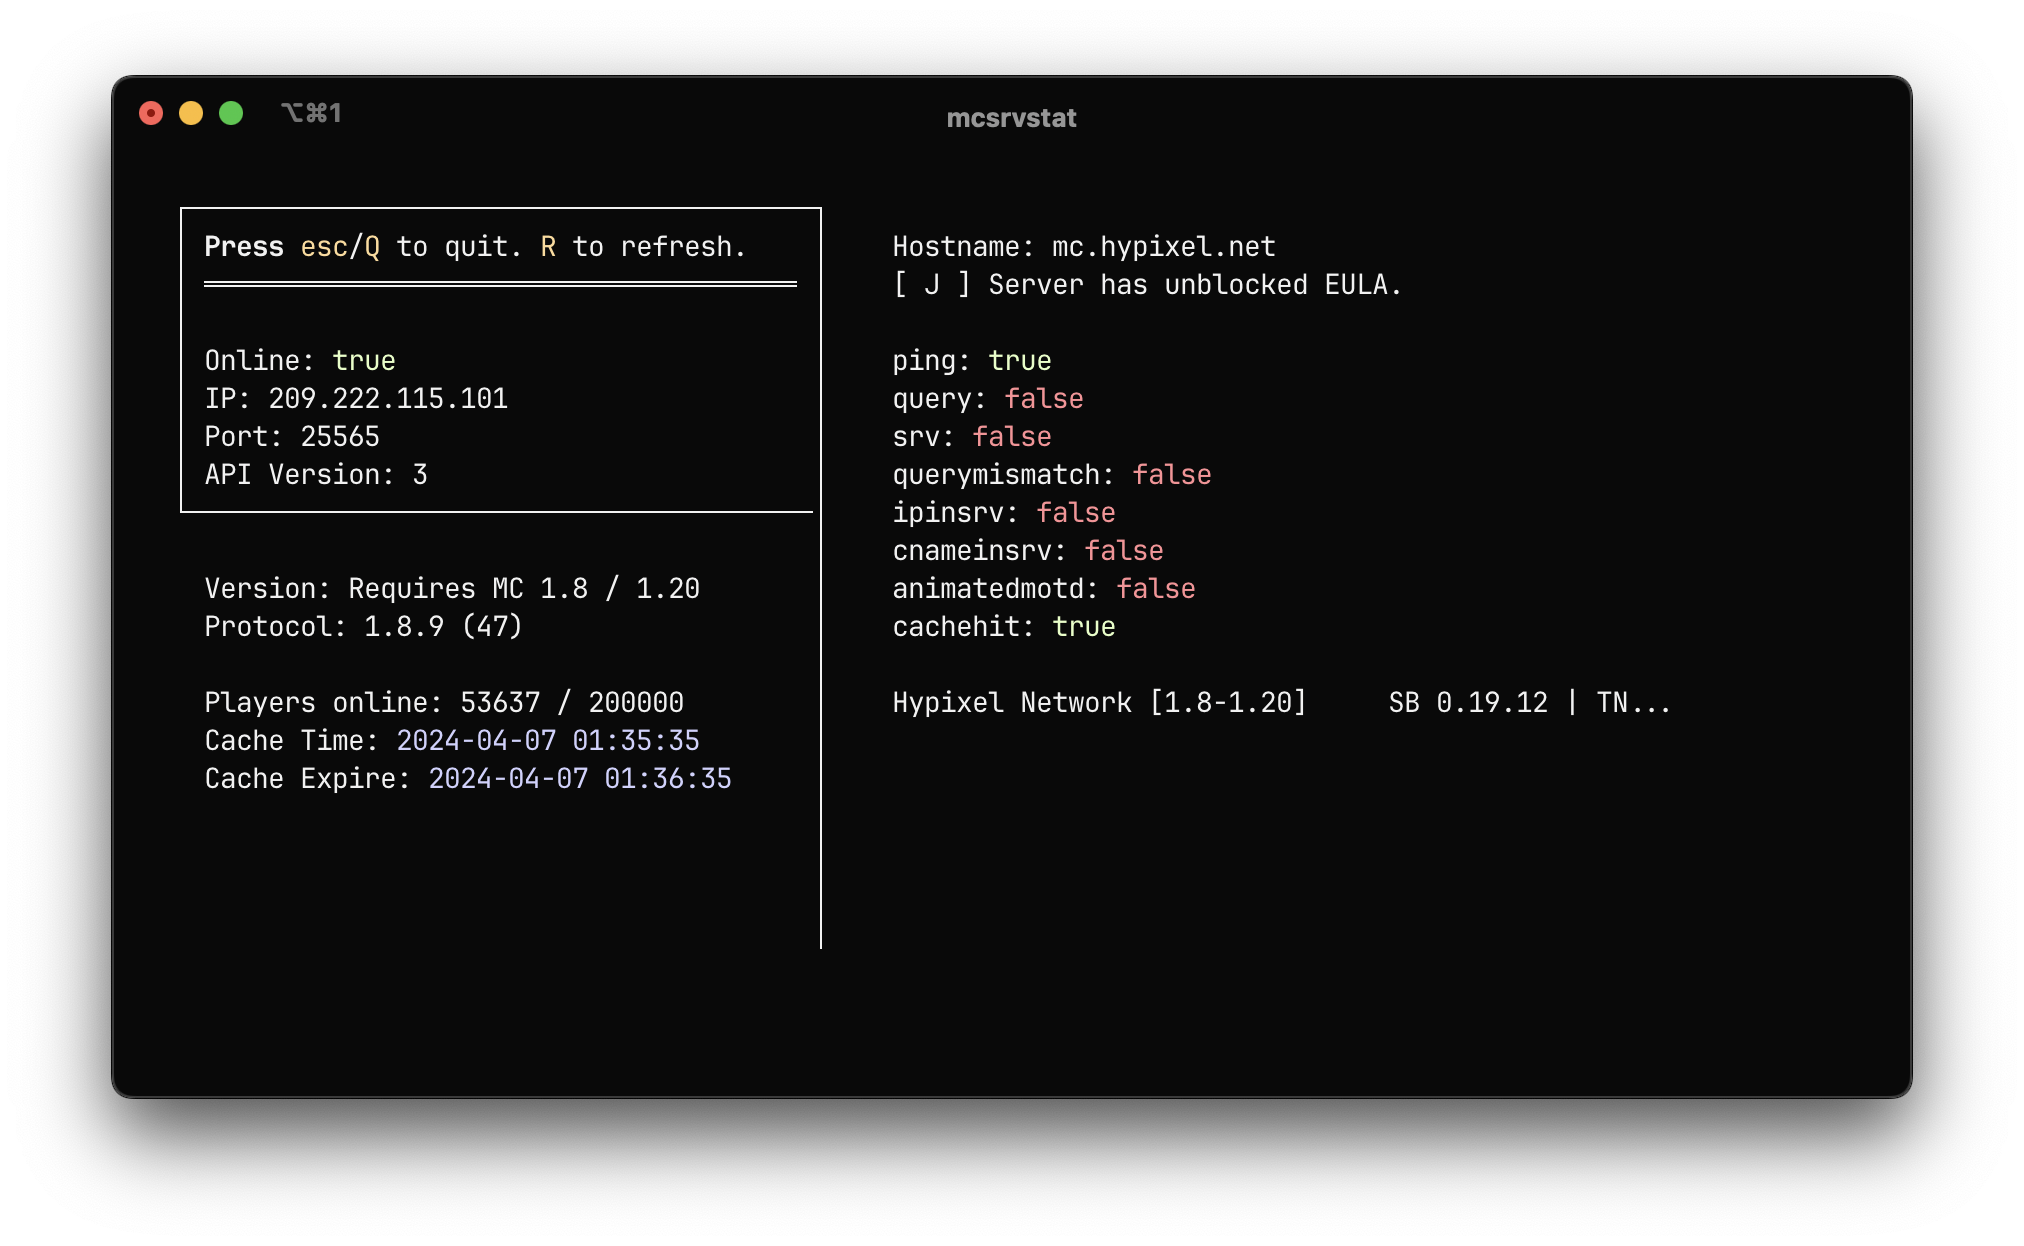 ⌥⌘1
mcsrvstat
Press esc/Q to quit. R to refresh.
Online: true
IP: 209.222.115.101
Port: 25565
API Version: 3
Version: Requires MC 1.8 / 1.20
Protocol: 1.8.9 (47)
Players online: 53637 / 200000
Cache Time: 2024-04-07 01:35:35
Cache Expire: 2024-04-07 01:36:35
Hostname: mc.hypixel.net
[ J ] Server has unblocked EULA.
ping: true
query: false
srv: false
querymismatch: false
ipinsrv: false
cnameinsrv: false
animatedmotd: false
cachehit: true
Hypixel Network [1.8-1.20]     SB 0.19.12 | TN...